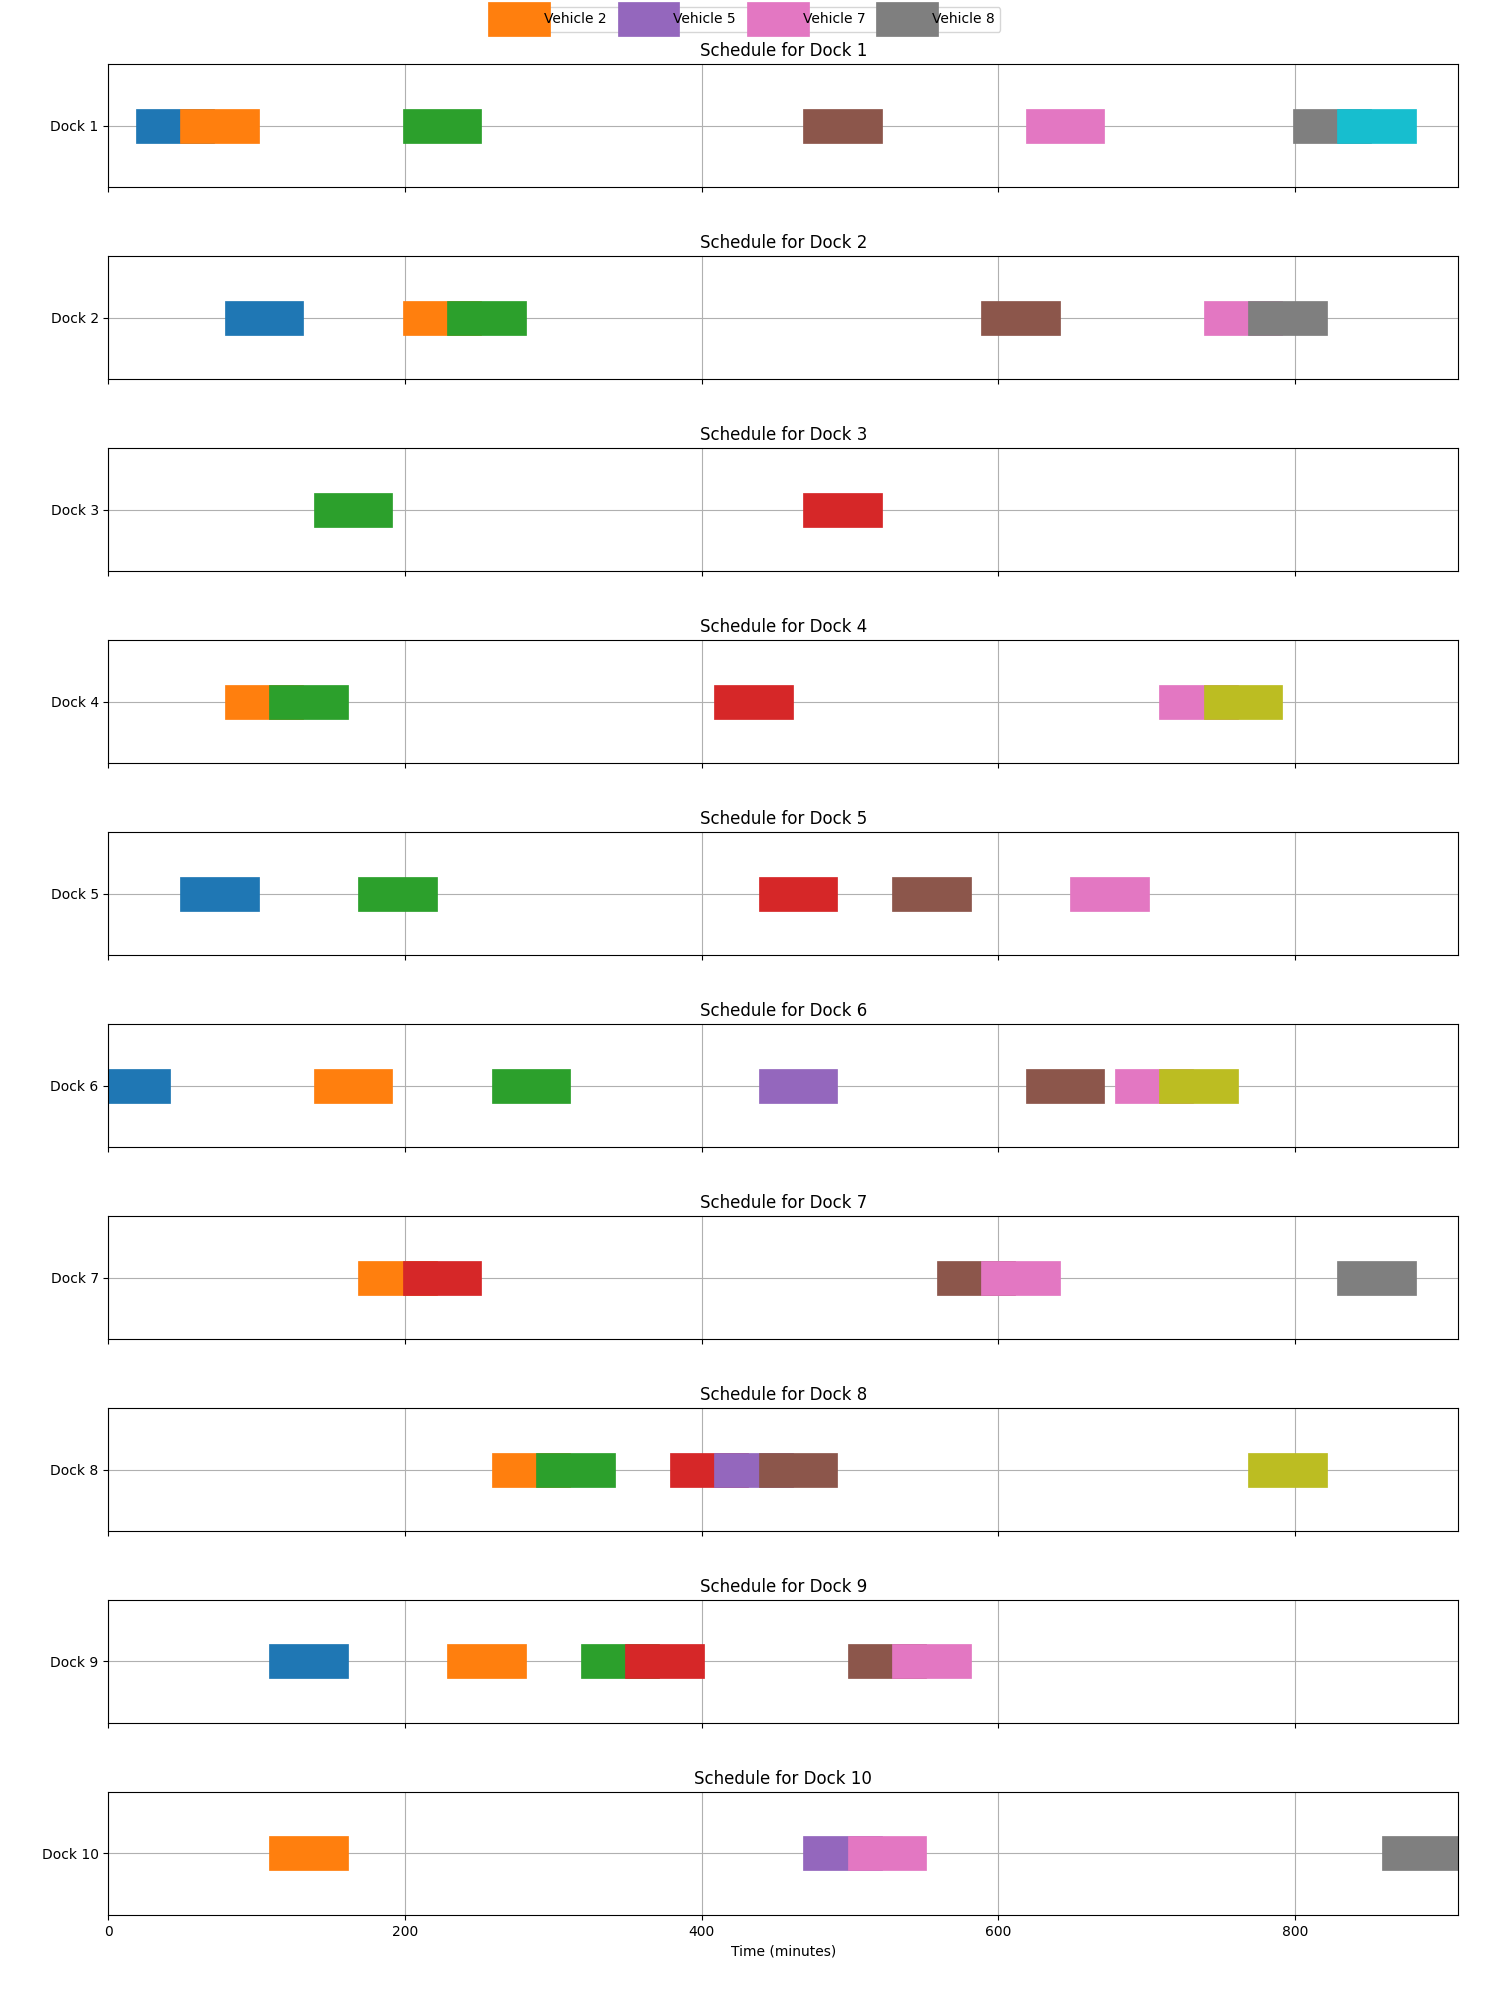 Vehicle 2 Vehicle 5 Vehicle 7 Vehicle 8
Schedule for Dock 1
Dock 1
Schedule for Dock 2
Dock 2
Schedule for Dock 3
Dock 3
Schedule for Dock 4
Dock 4
Schedule for Dock 5
Dock 5
Schedule for Dock 6
Dock 6
Schedule for Dock 7
Dock 7
Schedule for Dock 8
Dock 8
Schedule for Dock 9
Dock 9
Schedule for Dock 10
Dock 10
0 200 400 600 800
Time (minutes)